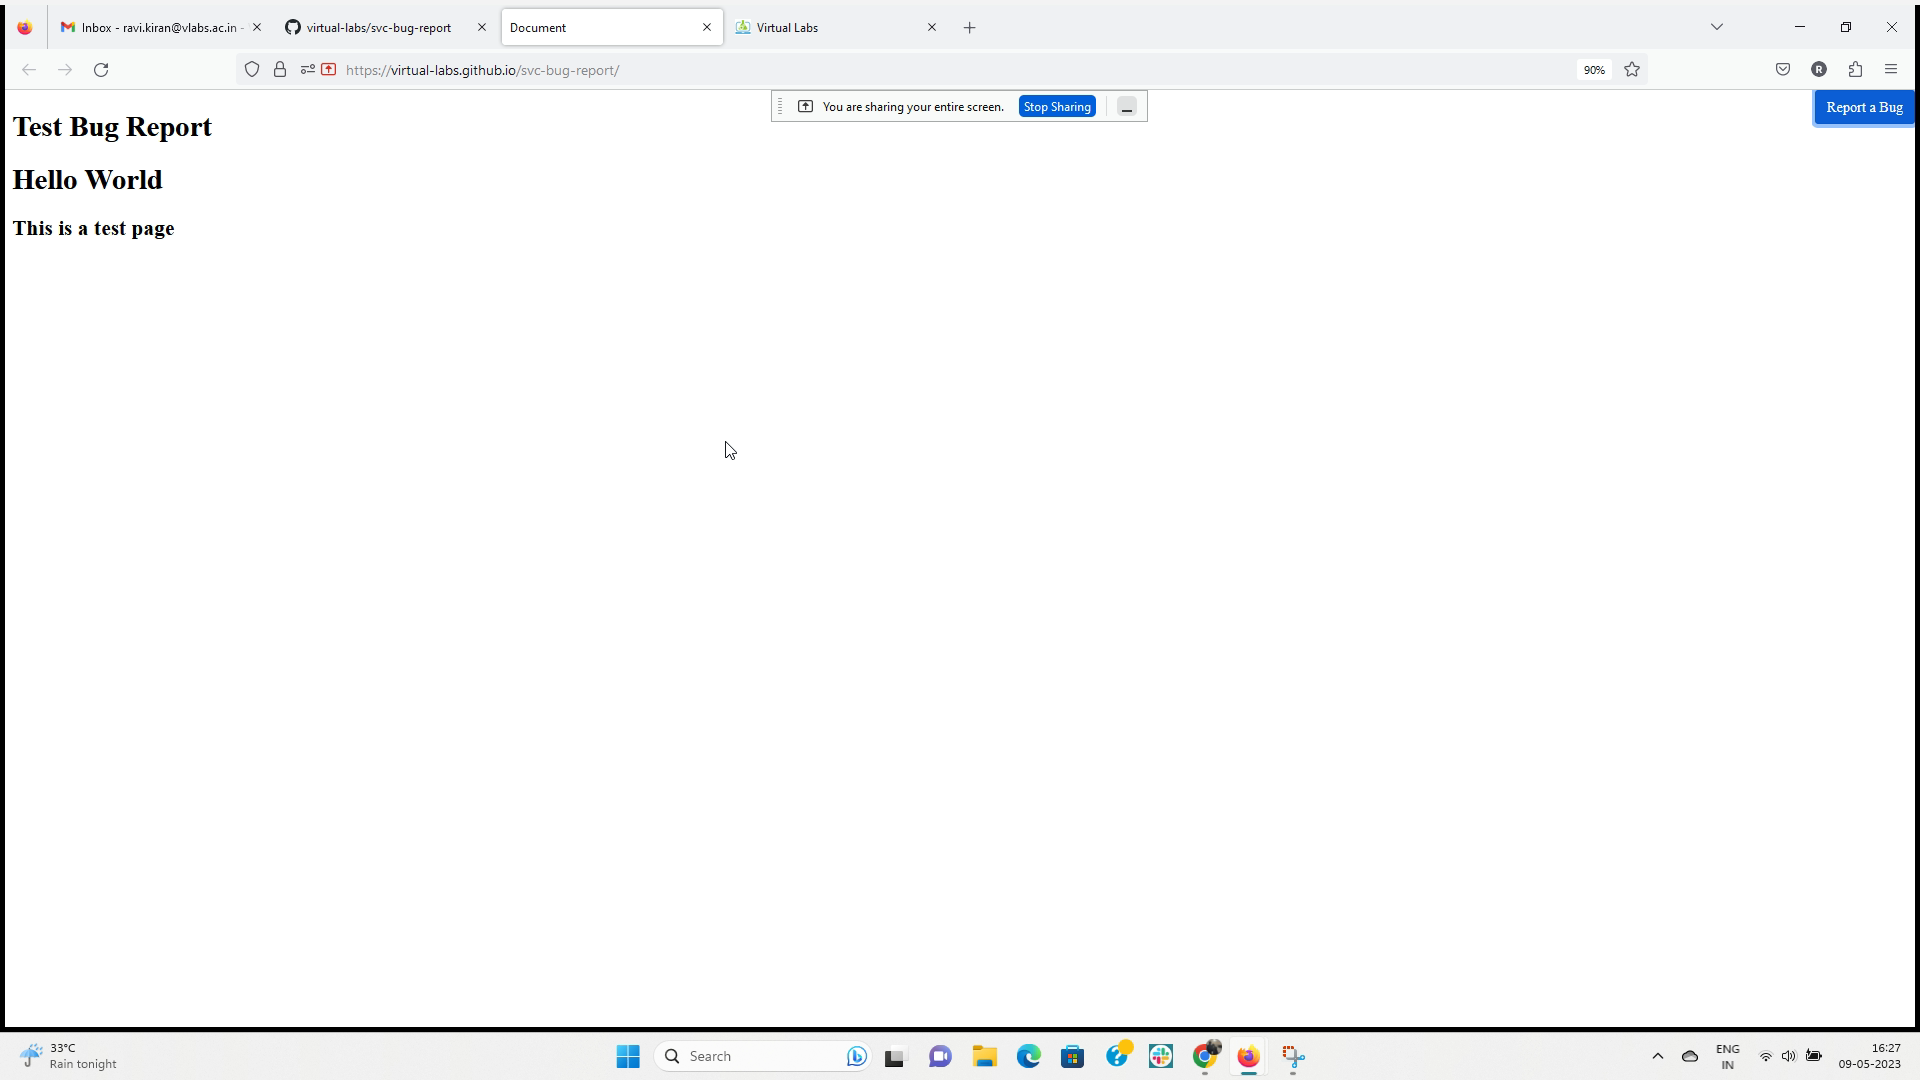 Inbox - ravi.kiran@vlabs.ac.in -
virtual-labs/svc-bug-report
Document
Virtual Labs
https://virtual-labs.github.io/svc-bug-report/
90%
R
You are sharing your entire screen.
Stop Sharing
Report a Bug
Test Bug Report
Hello World
This is a test page
33°C
Rain tonight
Search
ENG
IN
16:27
09-05-2023